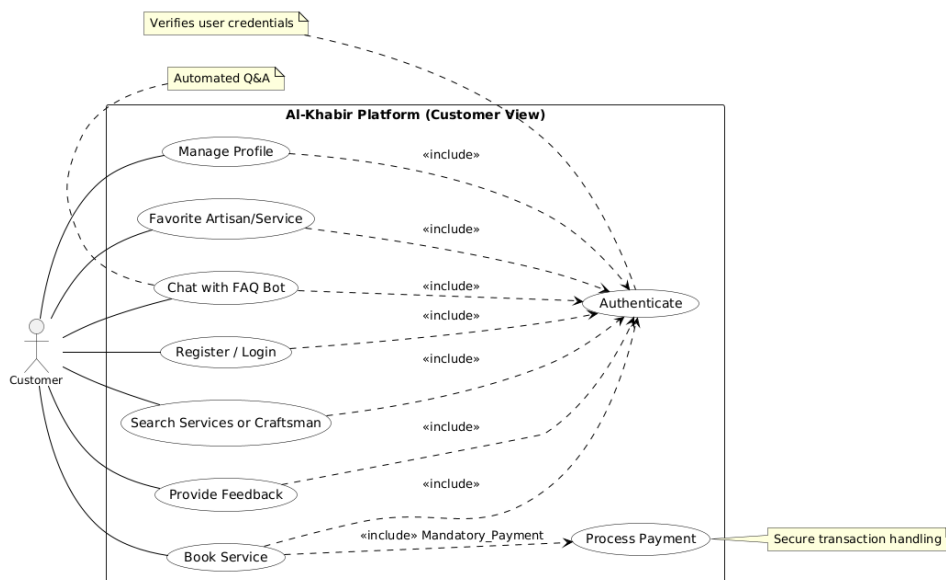 Verifies user credentials
Automated Q&A
Al-Khabir Platform (Customer View)
Manage Profile
«include»
Favorite Artisan/Service
«include»
Chat with FAQ Bot
«include»
Authenticate
«include»
Register / Login
«include»
Customer
Search Services or Craftsman
«include»
Provide Feedback
«include»
«include» Mandatory_Payment
Process Payment
Secure transaction handling
Book Service